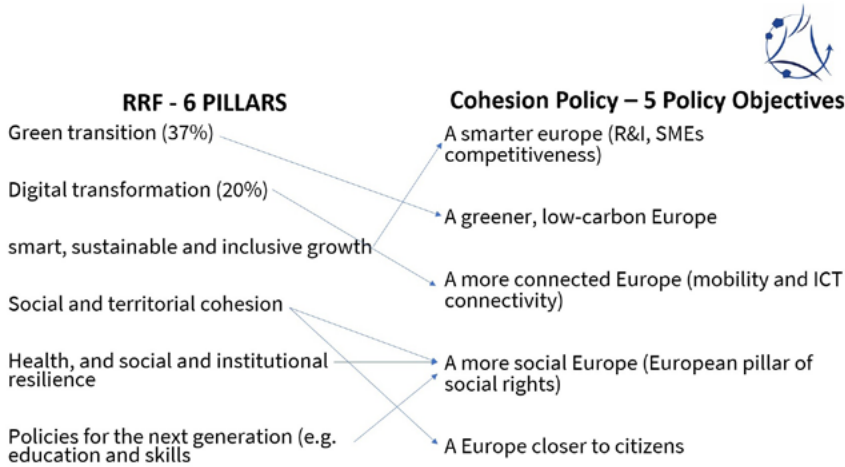 RRF - 6 PILLARS
Green transition (37%)
Digital transformation (20%)
smart, sustainable and inclusive growth
Social and territorial cohesion
Health, and social and institutional
resilience
Policies for the next generation (e.g.
education and skills
Cohesion Policy – 5 Policy Objectives
A smarter europe (R&I, SMEs
competitiveness)
A greener, low-carbon Europe
A more connected Europe (mobility and ICT
connectivity)
A more social Europe (European pillar of
social rights)
A Europe closer to citizens